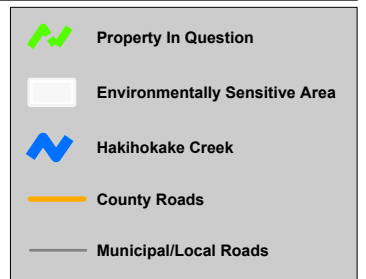 Property In Question
Environmentally Sensitive Area
Hakihokake Creek
County Roads
Municipal/Local Roads